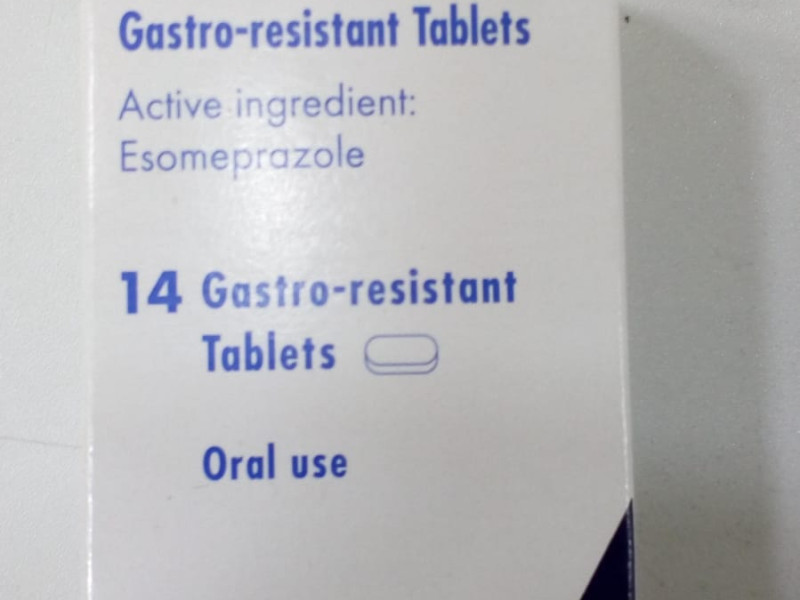 Gastro-resistant Tablets
Active ingredient:
Esomeprazole
14 Gastro-resistant
Tablets
Oral use